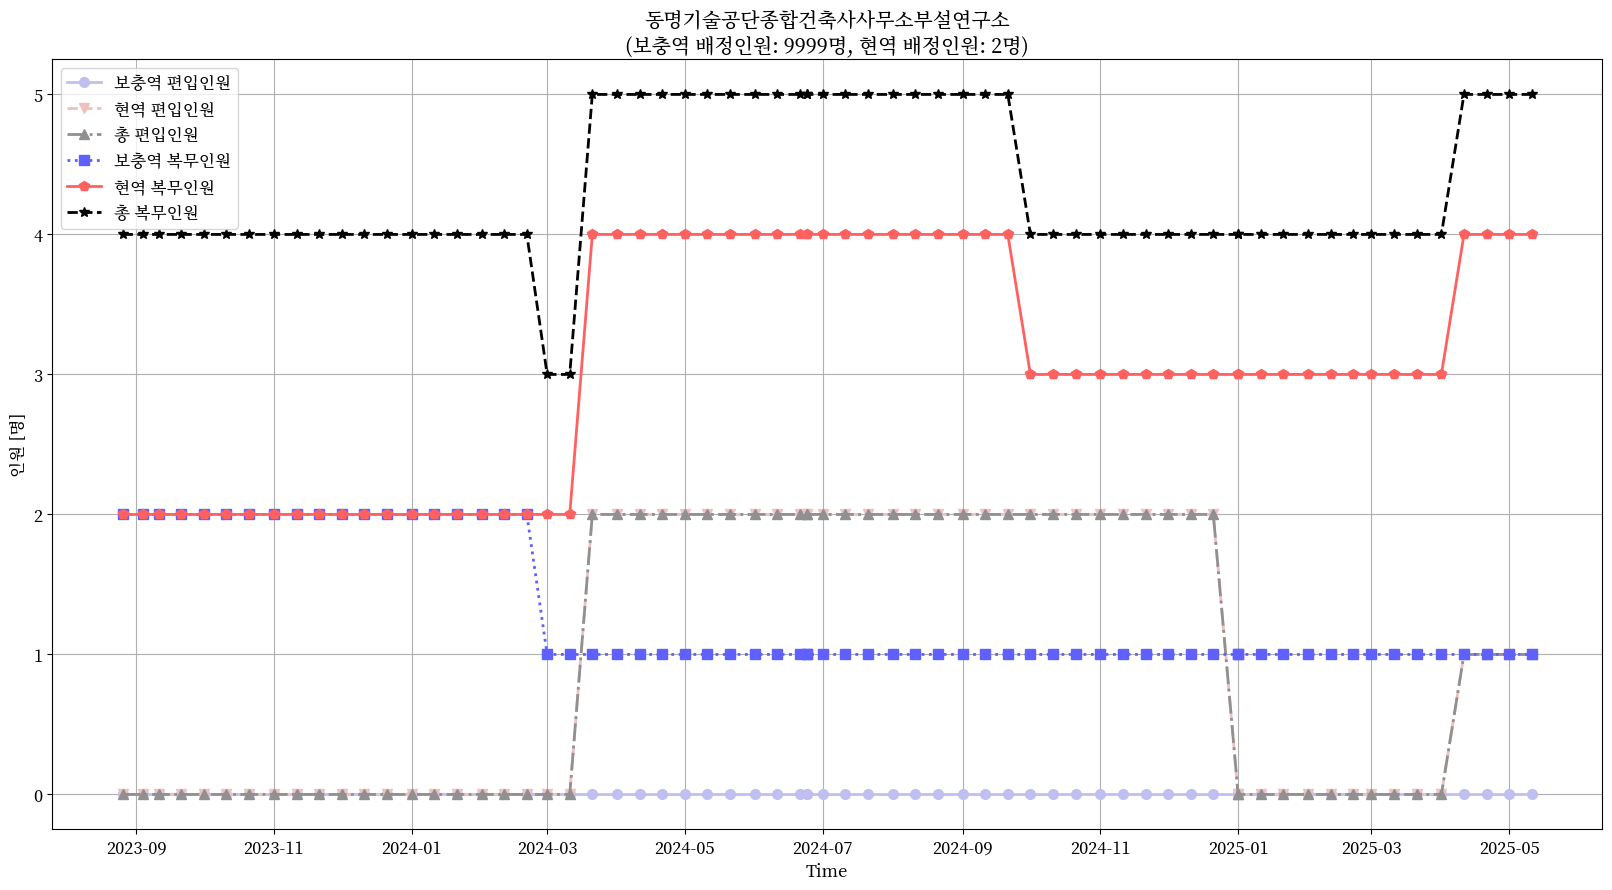 동명기술공단종합건축사사무소부설연구소
(보충역 배정인원: 9999명, 현역 배정인원: 2명)
보충역 편입인원
현역 편입인원
총 편입인원
보충역 복무인원
현역 복무인원
총 복무인원
인원 [명]
5
4
3
2
1
0
2023-09
2023-11
2024-01
2024-03
2024-05
2024-07
2024-09
2024-11
2025-01
2025-03
2025-05
Time